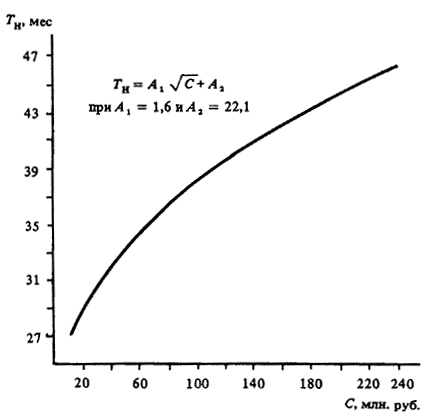 Tн, мес
47
Tн = A₁ √C + A₂
при A₁ = 1,6 и A₂ = 22,1
43
39
35
31
27
20 60 100 140 180 220 240
C, млн. руб.